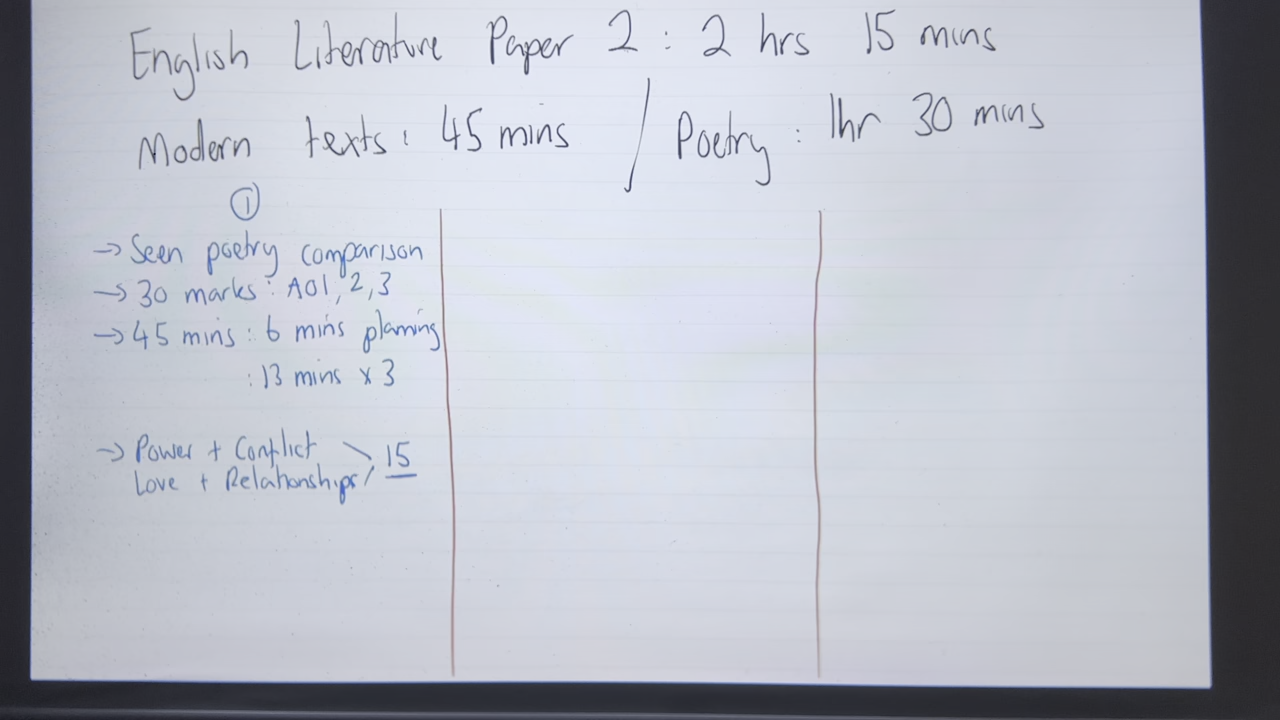 English Literature Paper 2 : 2 hrs 15 mins
Modern texts : 45 mins / Poetry : 1hr 30 mins
①
→ Seen poetry comparison
→ 30 marks : AO1, 2, 3
→ 45 mins : 6 mins planning
: 13 mins x 3
→ Power + Conflict
15
Love + Relationships